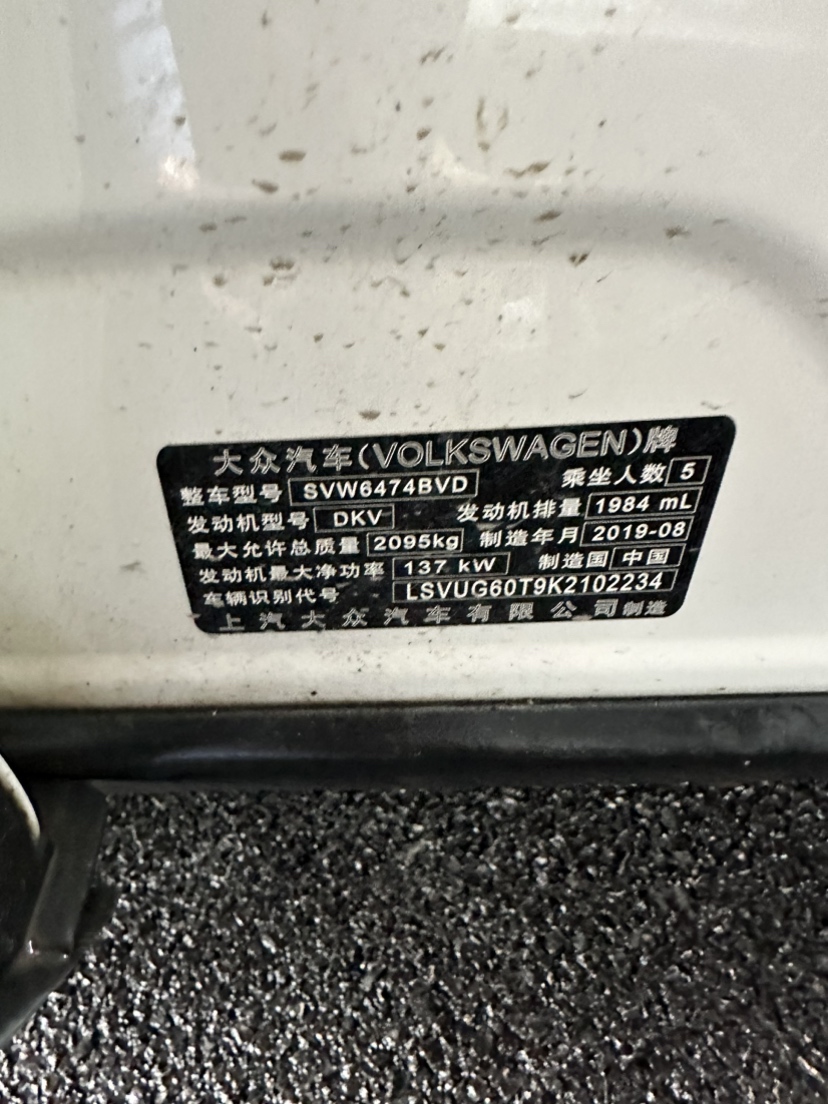 大众汽车(VOLKSWAGEN)牌
整车型号 SVW6474BVD 乘坐人数 5
发动机型号 DKV 发动机排量 1984 mL
最大允许总质量 2095kg 制造年月 2019-08
发动机最大净功率 137 kW 制造国 中国
车辆识别代号 LSVUG60T9K2102234
上汽大众汽车有限公司制造